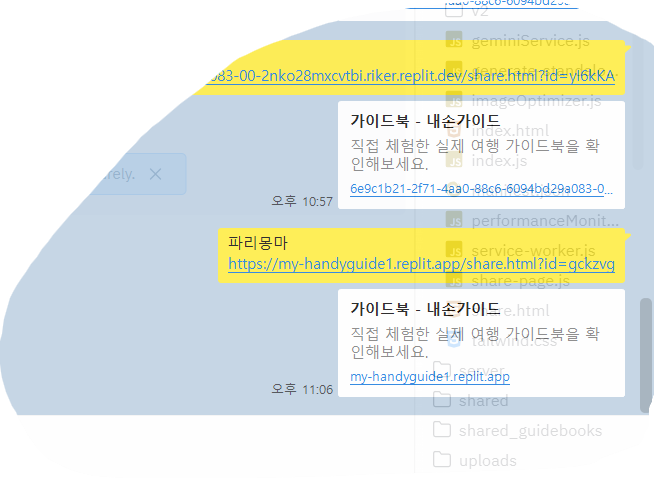 v2
geminiService.js
083-00-2nko28mxcvtbi.riker.replit.dev/share.html?id=yI6kKA
imageOptimizer.js
가이드북 - 내손가이드
index.html
직접 체험한 실제 여행 가이드북을 확
index.js
인해보세요.
rely.
6e9c1b21-2f71-4aa0-88c6-6094bd29a083-0...
오후 10:57
performanceMonit...
파리몽마
service-worker.js
https://my-handyguide1.replit.app/share.html?id=gckzvg
share-page.js
가이드북 - 내손가이드
share.html
직접 체험한 실제 여행 가이드북을 확
tailwind.css
인해보세요.
server
my-handyguide1.replit.app
오후 11:06
shared
shared_guidebooks
uploads